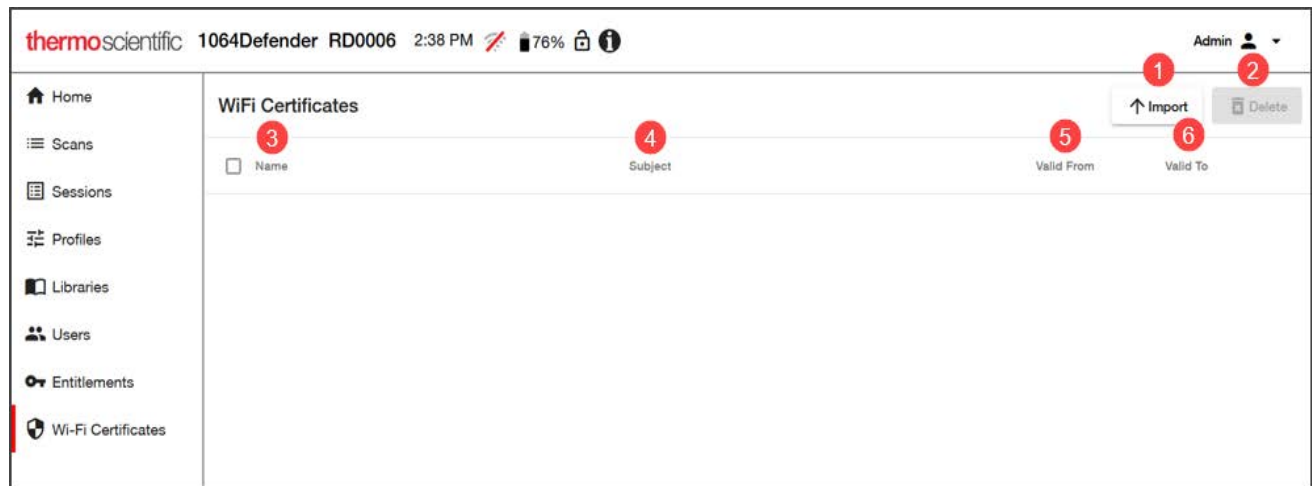 thermoscientific 1064Defender RD0006 2:38 PM 76% Admin
1 2
Home
WiFi Certificates
Import
Delete
3 4 5 6
Scans
Name Subject Valid From Valid To
Sessions
Profiles
Libraries
Users
Entitlements
Wi-Fi Certificates